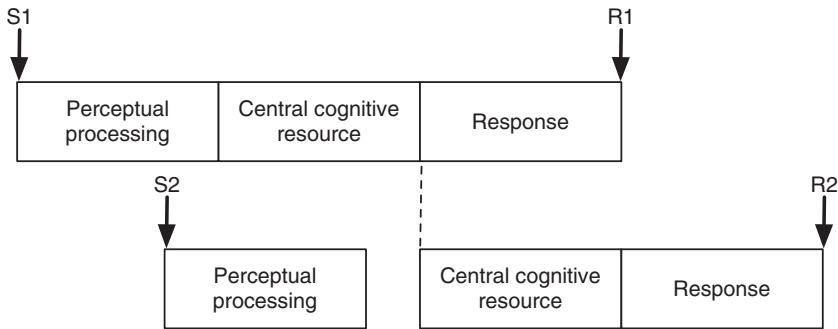 S1
R1
Perceptual
processing
Central cognitive
resource
Response
S2
R2
Perceptual
processing
Central cognitive
resource
Response